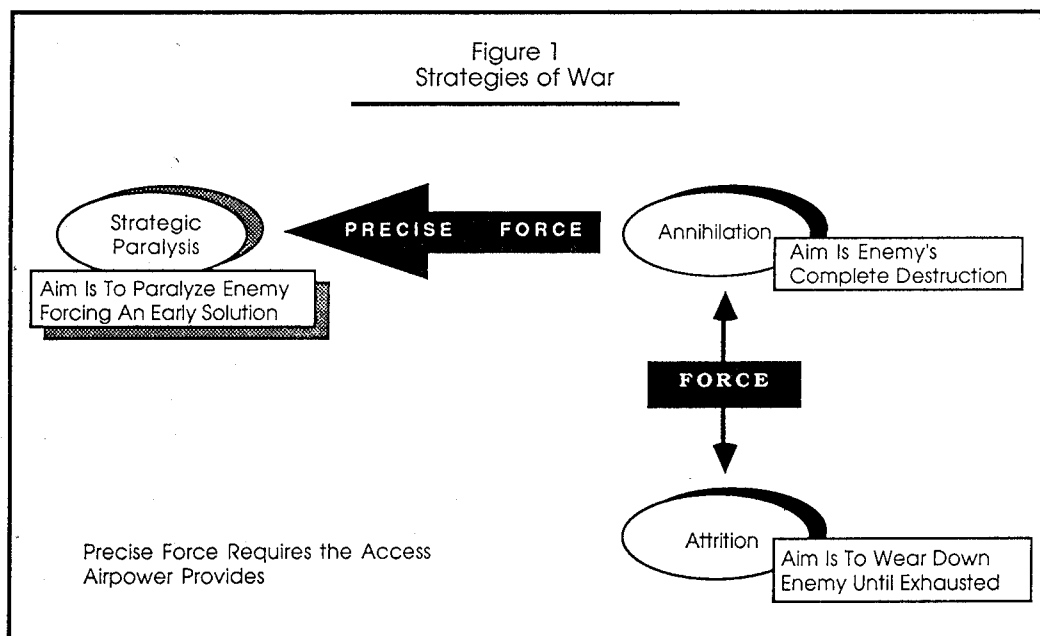 Figure 1
Strategies of War
Strategic
Paralysis
Aim Is To Paralyze Enemy
Forcing An Early Solution
PRECISE FORCE
Annihilation
Aim Is Enemy's
Complete Destruction
FORCE
Attrition
Aim Is To Wear Down
Enemy Until Exhausted
Precise Force Requires the Access
Airpower Provides